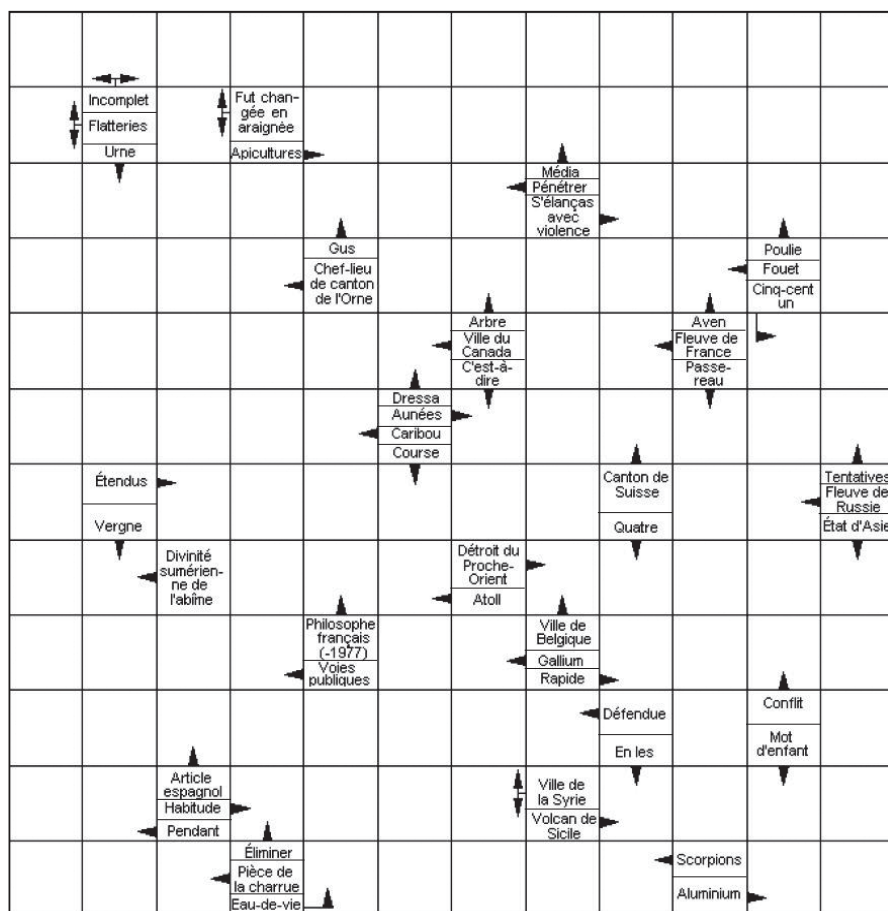 Incomplet
Flatteries
Urne
Fut chan-
gée en
araignée
Apicultures
Média
Pénétrer
S'élanças
avec
violence
Gus
Chef-lieu
de canton
de l'Orne
Poulie
Fouet
Cinq-cent
un
Arbre
Ville du
Canada
C'est-à-
dire
Aven
Fleuve de
France
Passe-
reau
Dressa
Aunées
Caribou
Course
Étendus
Vergne
Canton de
Suisse
Quatre
Tentatives
Fleuve de
Russie
État d'Asie
Divinité
sumérien-
ne de
l'abîme
Détroit du
Proche-
Orient
Atoll
Philosophe
français
(-1977)
Voies
publiques
Ville de
Belgique
Gallium
Rapide
Défendue
En les
Conflit
Mot
d'enfant
Article
espagnol
Habitude
Pendant
Ville de
la Syrie
Volcan de
Sicile
Éliminer
Pièce de
la charrue
Eau-de-vie
Scorpions
Aluminium